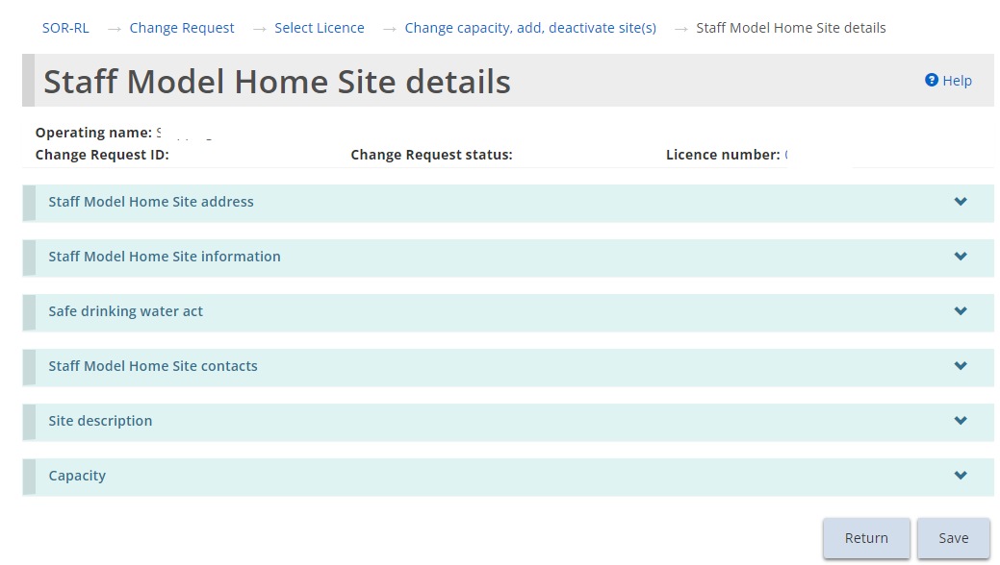 SOR-RL → Change Request → Select Licence → Change capacity, add, deactivate site(s) → Staff Model Home Site details
Staff Model Home Site details
Help
Operating name:
Change Request ID: Change Request status: Licence number:
Staff Model Home Site address
Staff Model Home Site information
Safe drinking water act
Staff Model Home Site contacts
Site description
Capacity
Return Save